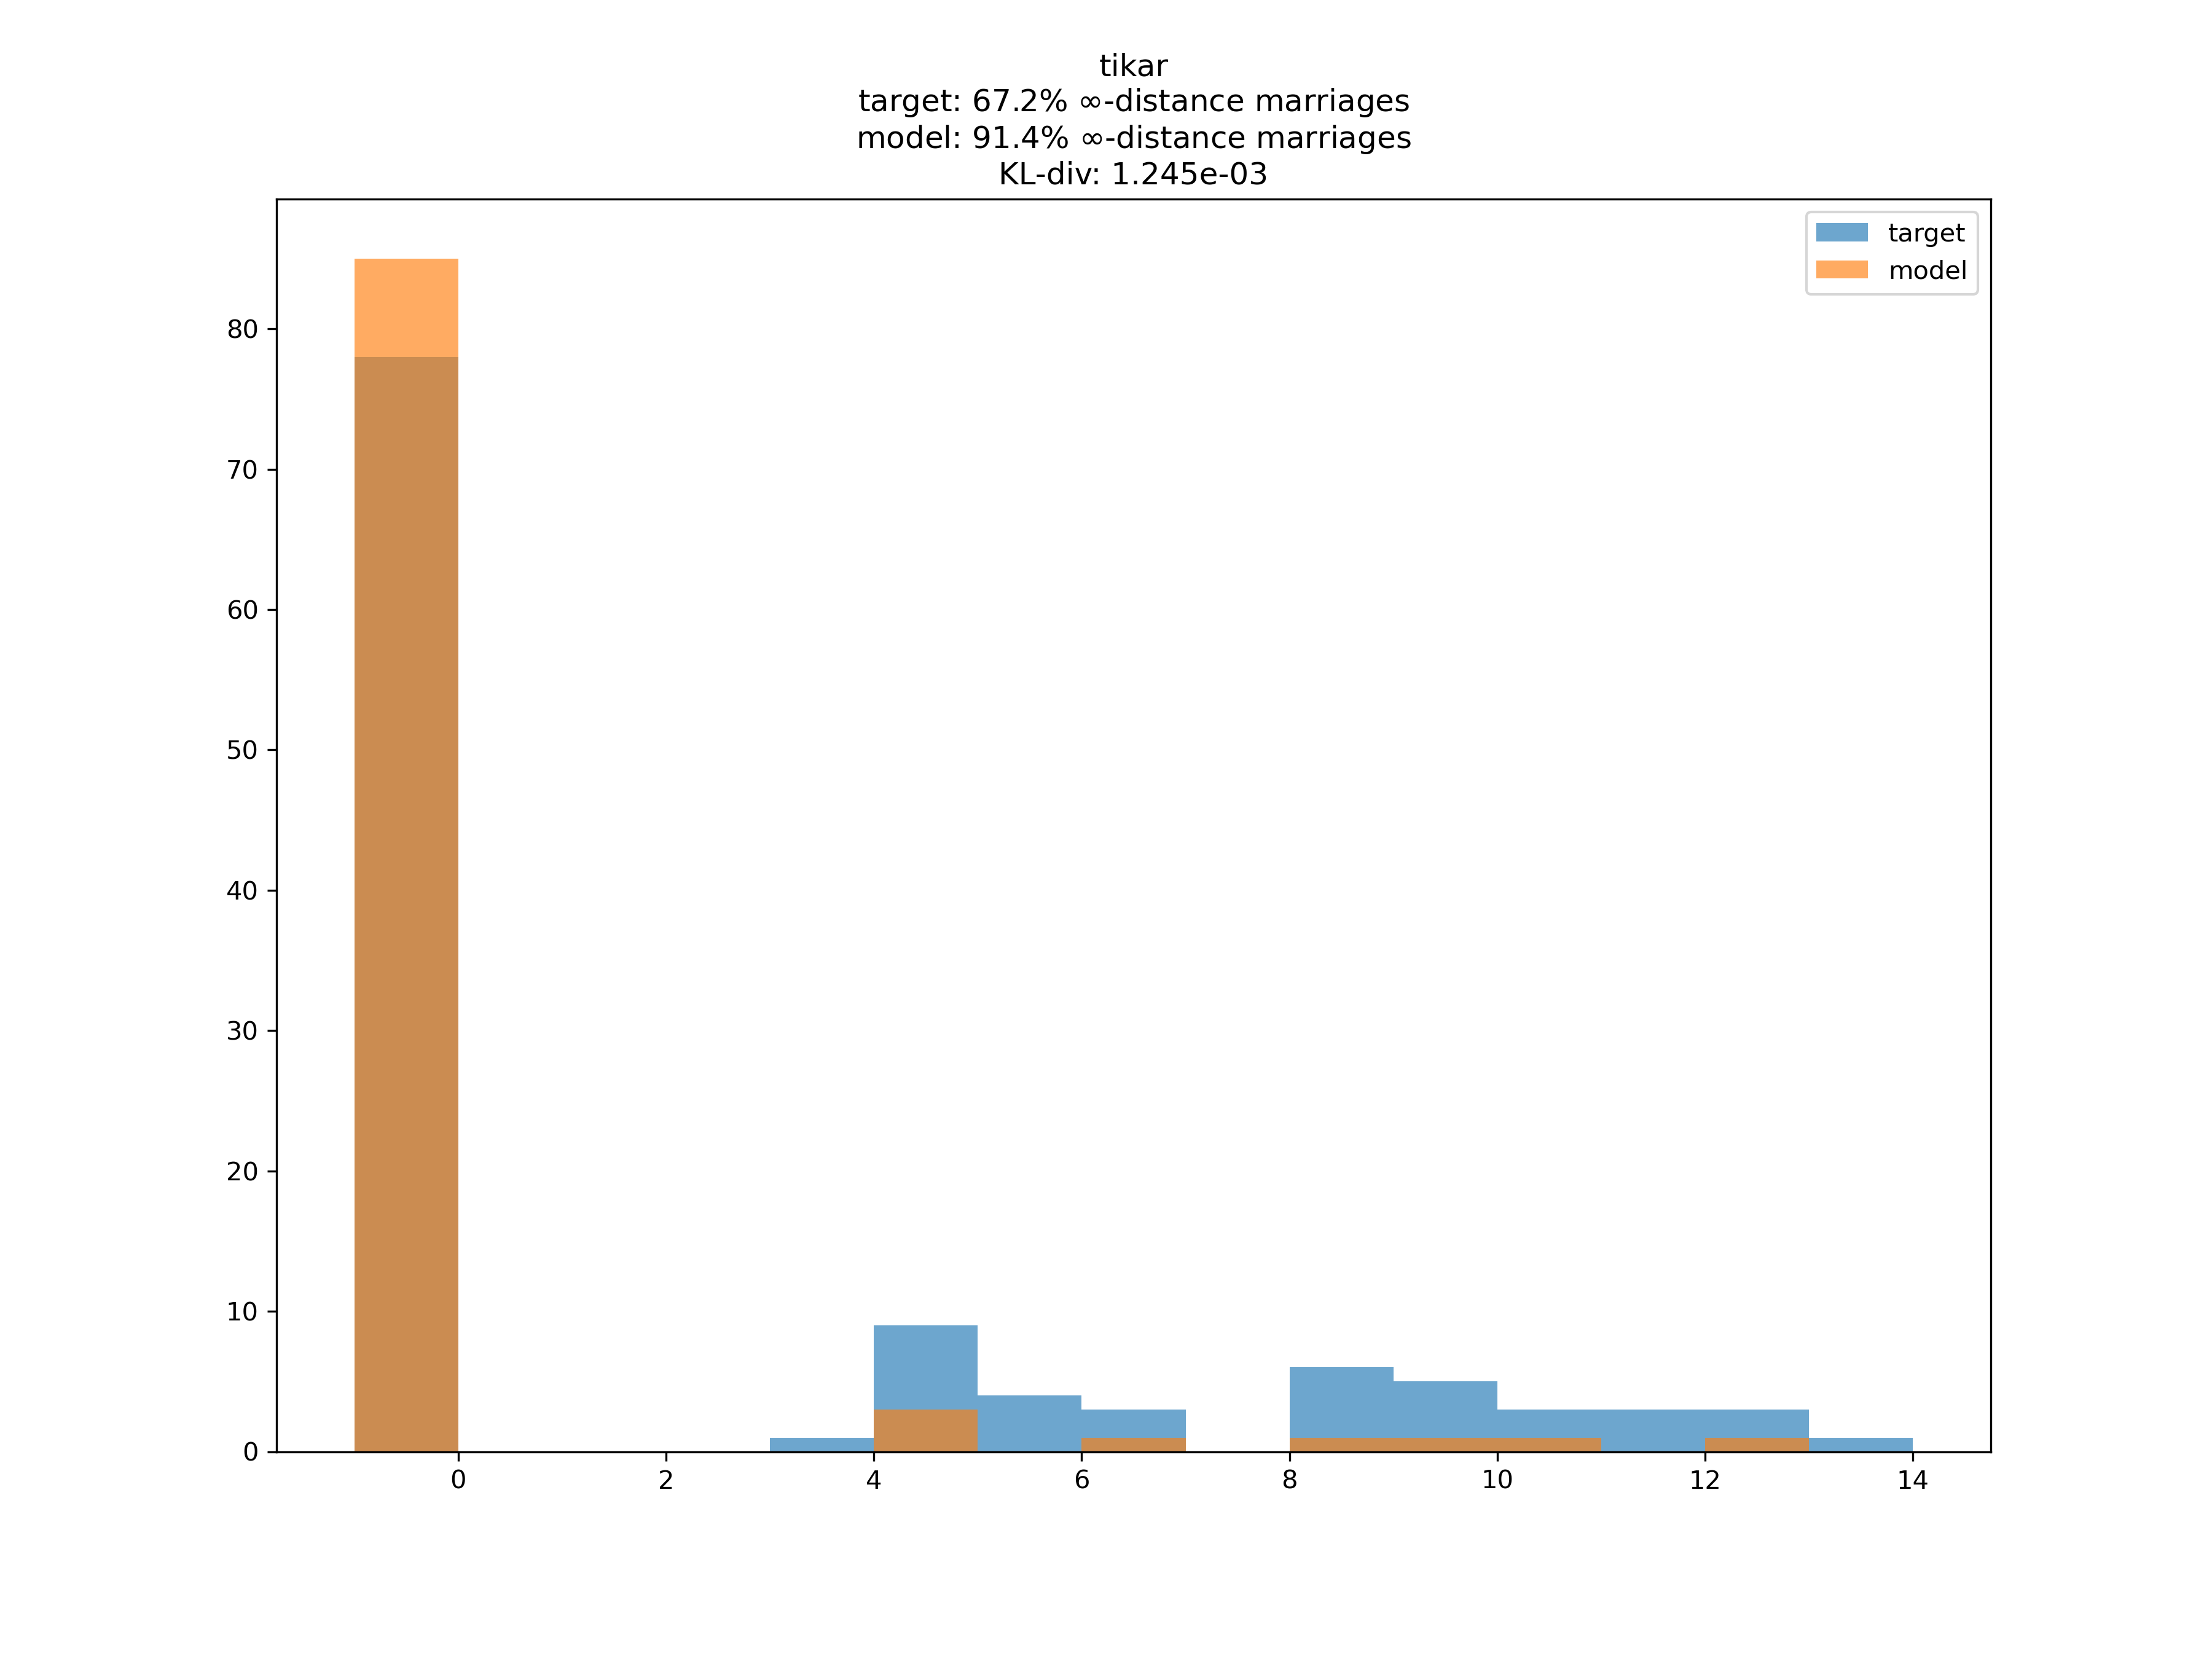 tikar
target: 67.2% ∞-distance marriages
model: 91.4% ∞-distance marriages
KL-div: 1.245e-03
target
model
80
70
60
50
40
30
20
10
0
0 2 4 6 8 10 12 14